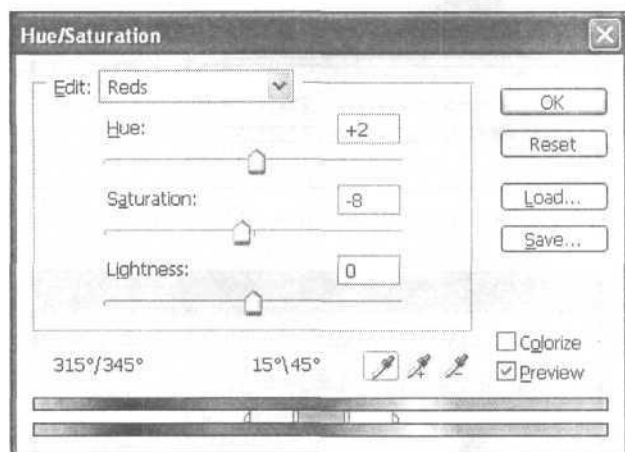 Hue/Saturation
Edit: Reds
OK
Hue: +2
Reset
Saturation: -8
Load...
Save...
Lightness: 0
Colorize
315°/345° 15°\45°
Preview